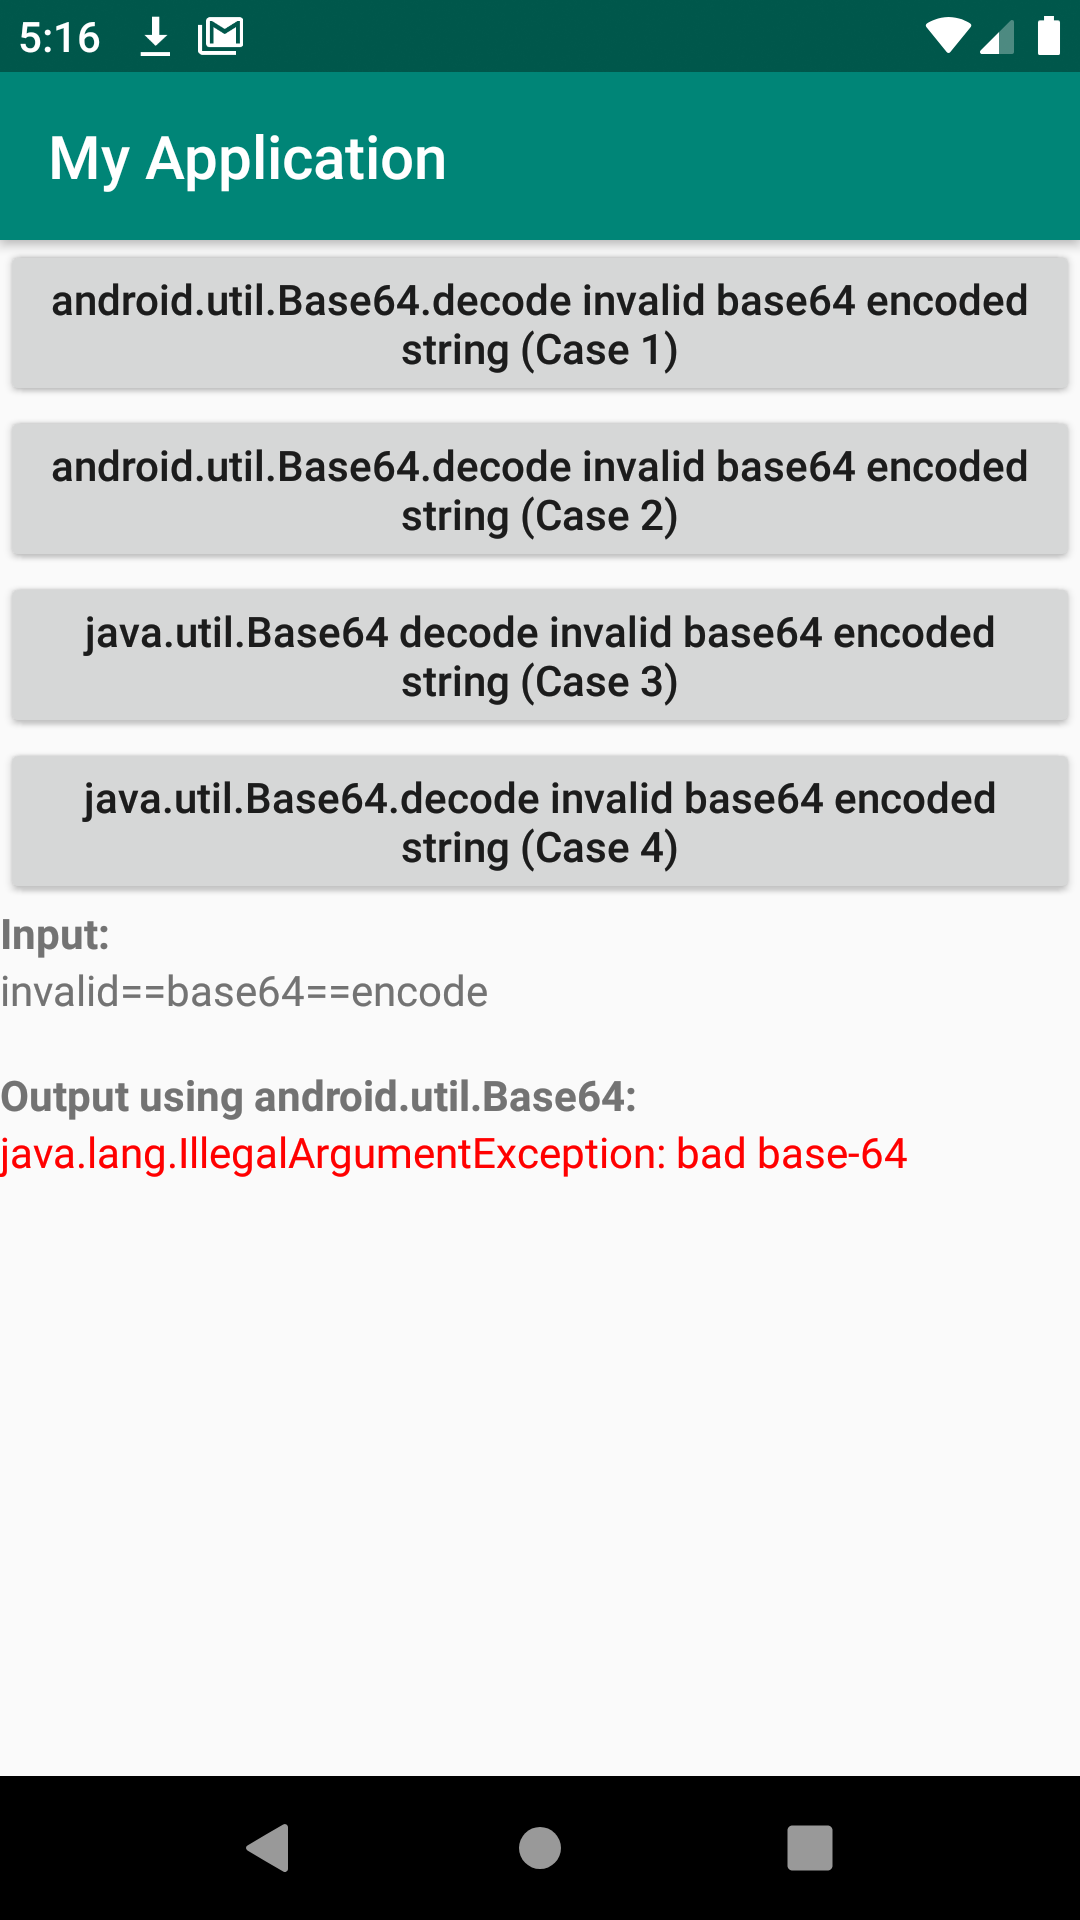 5:16
My Application
android.util.Base64.decode invalid base64 encoded
string (Case 1)
android.util.Base64.decode invalid base64 encoded
string (Case 2)
java.util.Base64 decode invalid base64 encoded
string (Case 3)
java.util.Base64.decode invalid base64 encoded
string (Case 4)
Input:
invalid==base64==encode
Output using android.util.Base64:
java.lang.IllegalArgumentException: bad base-64